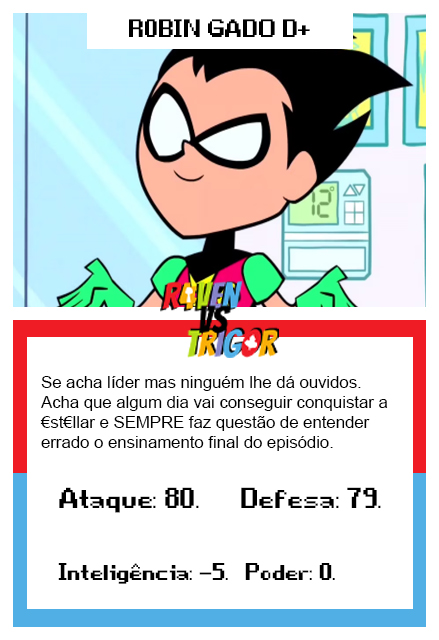 ROBIN GADO D+
12°
RAVEN
VS
TRIGOR
Se acha líder mas ninguém lhe dá ouvidos.
Acha que algum dia vai conseguir conquistar a
€st€llar e SEMPRE faz questão de entender
errado o ensinamento final do episódio.
Ataque: 80. Defesa: 79.
Inteligência: -5. Poder: 0.